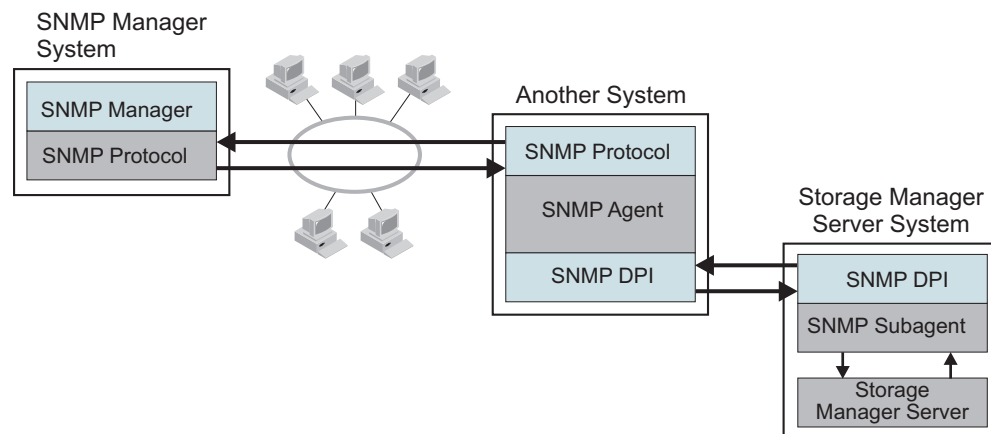 SNMP Manager
System
SNMP Manager
SNMP Protocol
Another System
SNMP Protocol
SNMP Agent
SNMP DPI
Storage Manager
Server System
SNMP DPI
SNMP Subagent
Storage
Manager Server